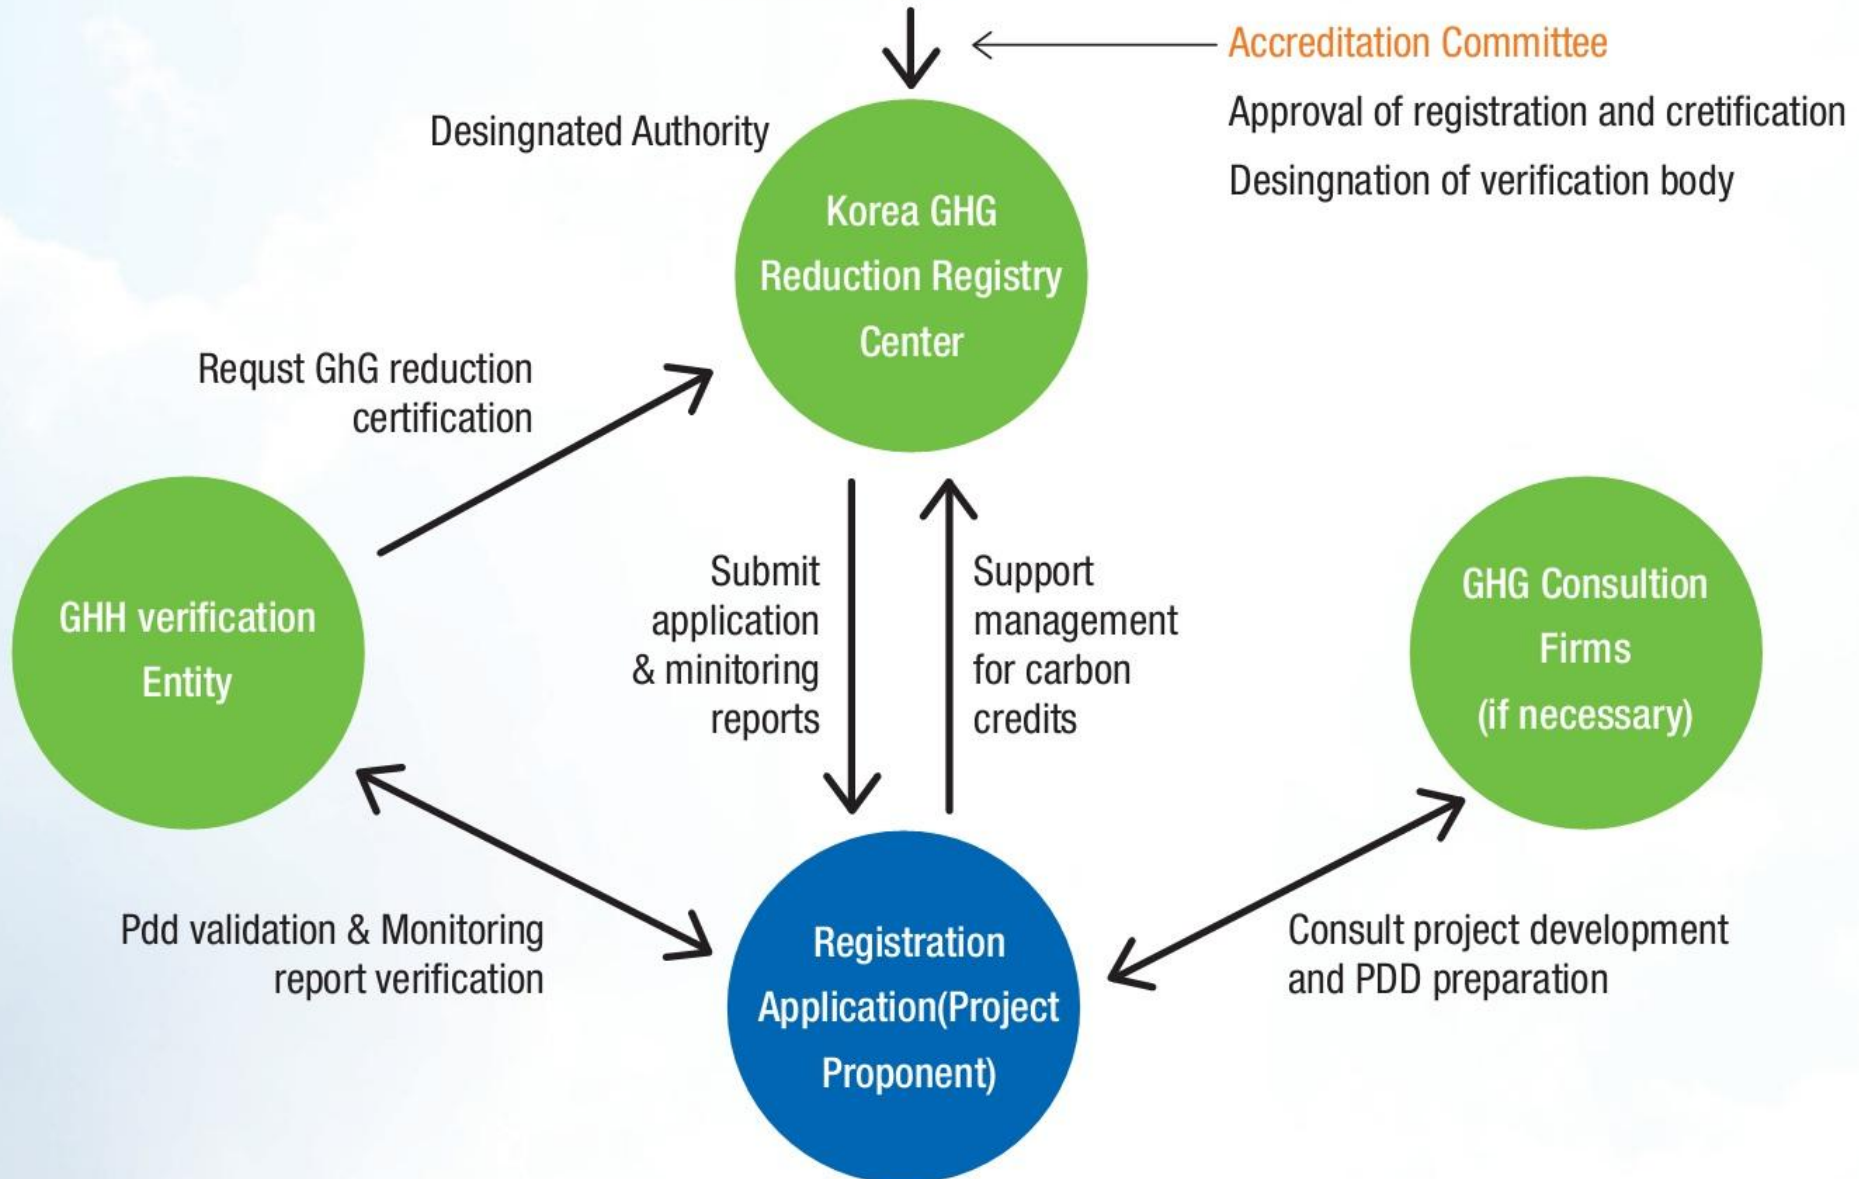 Accreditation Committee
Approval of registration and cretification
Desingnation of verification body
Desingnated Authority
Korea GHG
Reduction Registry
Center
Requst GhG reduction
certification
GHH verification
Entity
Submit
application
& minitoring
reports
Support
management
for carbon
credits
GHG Consultion
Firms
(if necessary)
Pdd validation & Monitoring
report verification
Registration
Application(Project
Proponent)
Consult project development
and PDD preparation